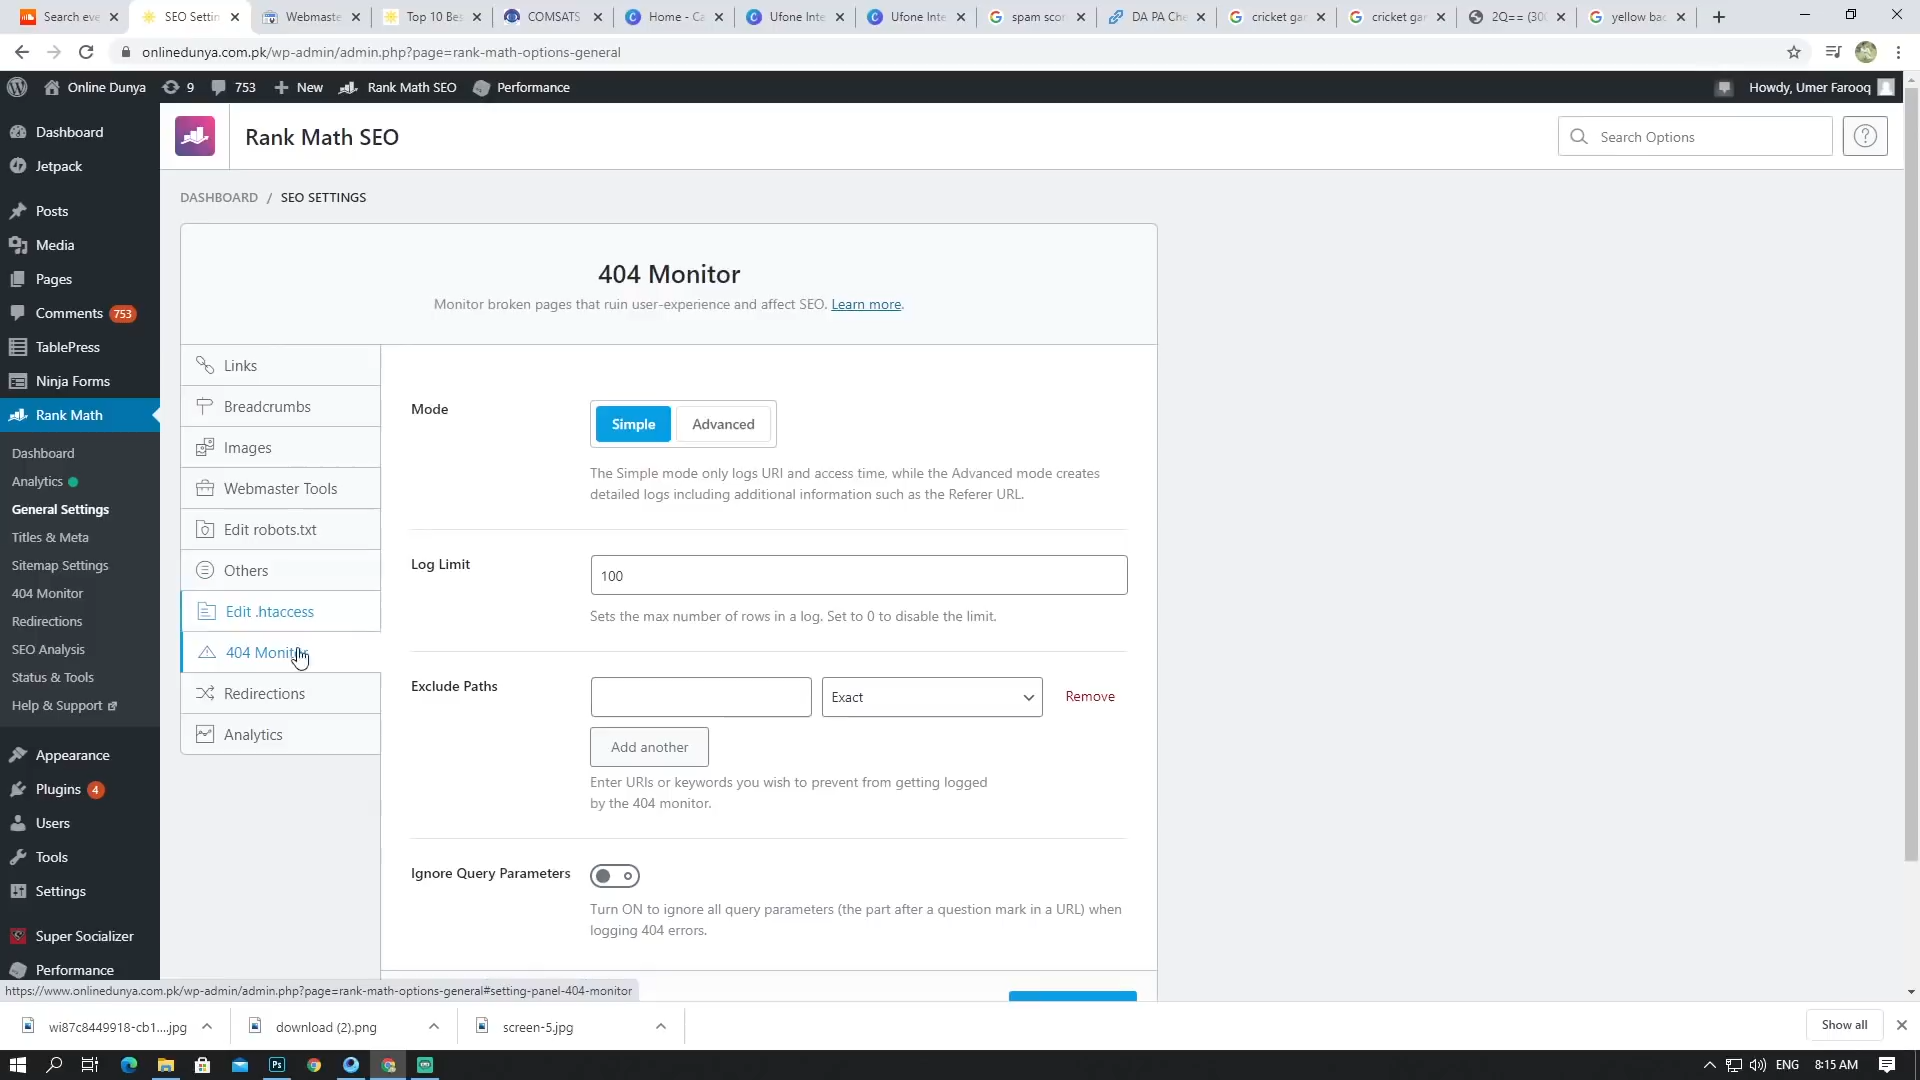 Search eve
SEO Settin
Webmaste
Top 10 Be
COMSATS
Home - Ca
Ufone Inte
Ufone Inte
spam scor
DA PA Che
cricket gar
cricket gar
2Q== (300
yellow bac
onlinedunya.com.pk/wp-admin/admin.php?page=rank-math-options-general
Online Dunya
9
753
New
Rank Math SEO
Performance
Howdy, Umer Farooq
Dashboard
Jetpack
Posts
Media
Pages
Comments 753
TablePress
Ninja Forms
Rank Math
Dashboard
Analytics
General Settings
Titles & Meta
Sitemap Settings
404 Monitor
Redirections
SEO Analysis
Status & Tools
Help & Support
Appearance
Plugins 4
Users
Tools
Settings
Super Socializer
Performance
Rank Math SEO
Search Options
DASHBOARD / SEO SETTINGS
404 Monitor
Monitor broken pages that ruin user-experience and affect SEO. Learn more.
Links
Breadcrumbs
Images
Webmaster Tools
Edit robots.txt
Others
Edit .htaccess
404 Monitor
Redirections
Analytics
Mode
Simple
Advanced
The Simple mode only logs URI and access time, while the Advanced mode creates
detailed logs including additional information such as the Referer URL.
Log Limit
100
Sets the max number of rows in a log. Set to 0 to disable the limit.
Exclude Paths
Exact
Remove
Add another
Enter URIs or keywords you wish to prevent from getting logged
by the 404 monitor.
Ignore Query Parameters
Turn ON to ignore all query parameters (the part after a question mark in a URL) when
logging 404 errors.
https://www.onlinedunya.com.pk/wp-admin/admin.php?page=rank-math-options-general#setting-panel-404-monitor
wi87c8449918-cb1....jpg
download (2).png
screen-5.jpg
Show all
Ps
ENG
8:15 AM